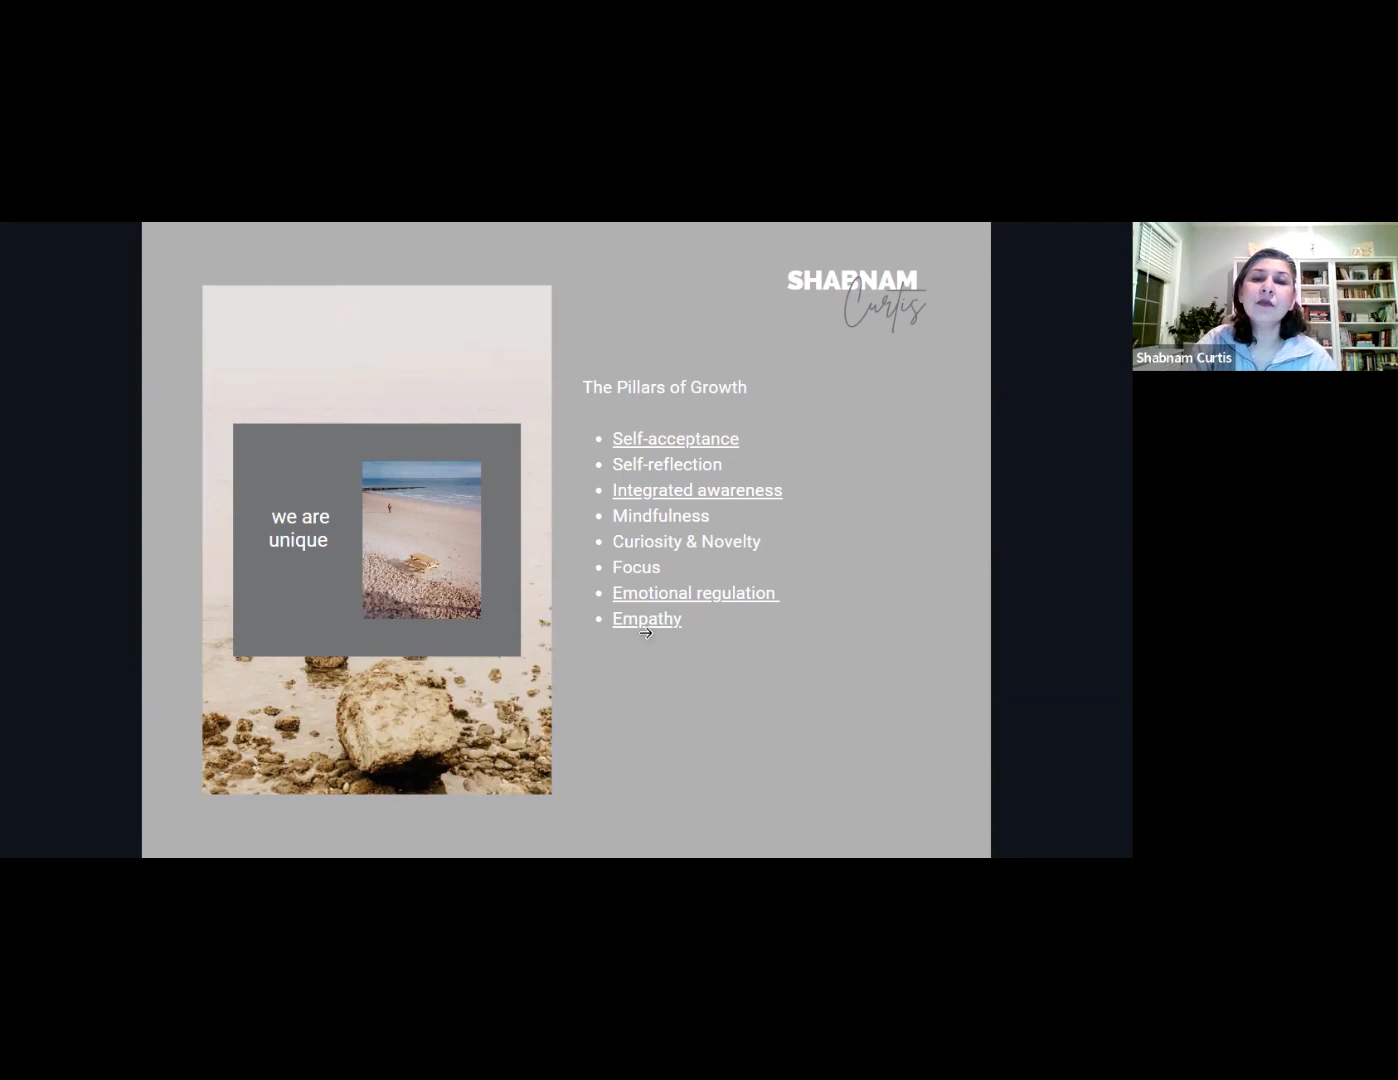 SHABNAM
Curtis
The Pillars of Growth
Self-acceptance
Self-reflection
Integrated awareness
Mindfulness
Curiosity & Novelty
Focus
Emotional regulation
Empathy
we are
unique
Shabnam Curtis